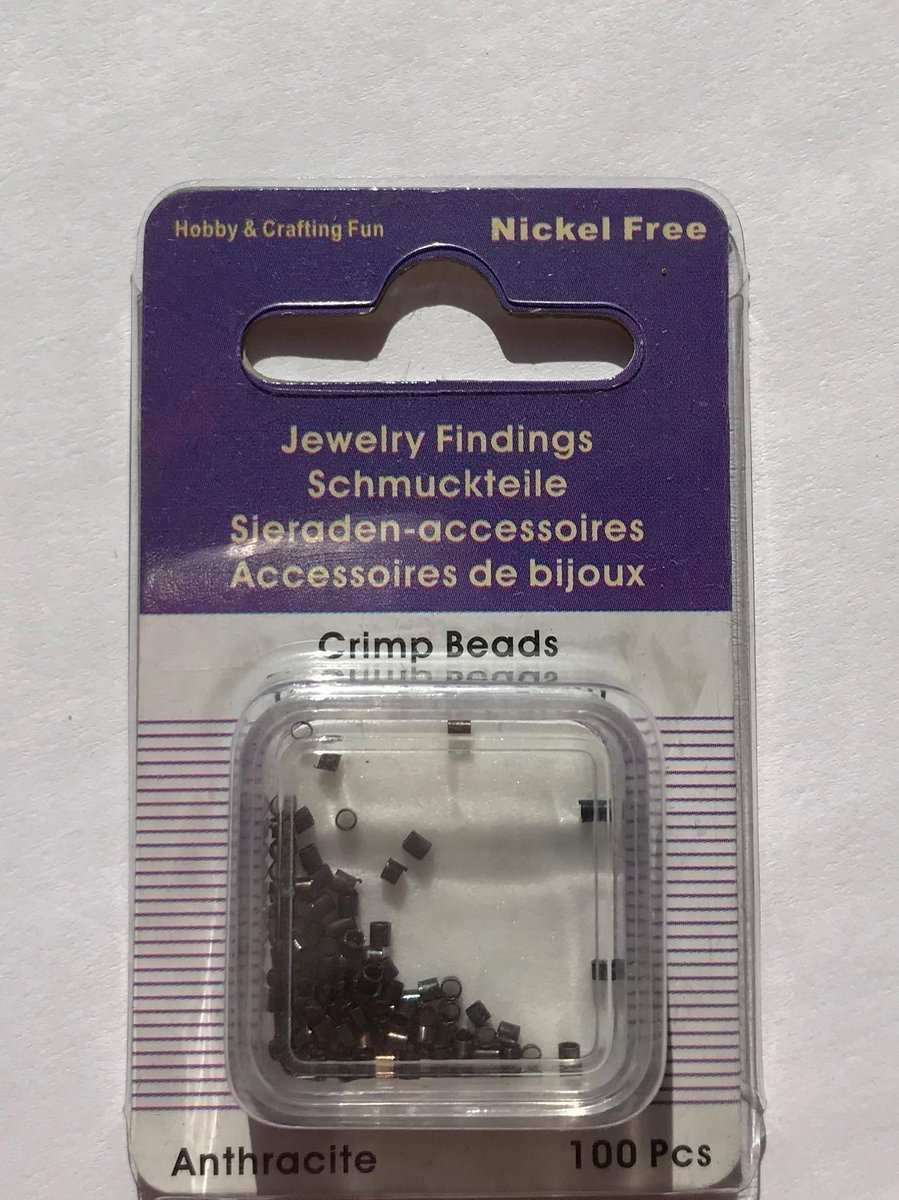 Hobby & Crafting Fun
Nickel Free
Jewelry Findings
Schmuckteile
Sieraden-accessoires
Accessoires de bijoux
Crimp Beads
Anthracite
100 Pcs